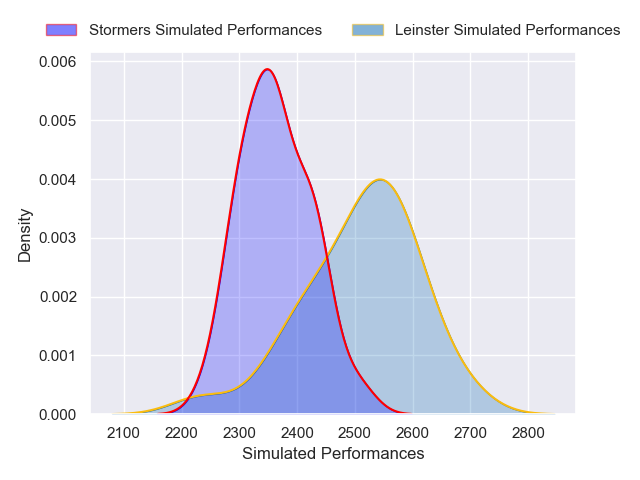 Stormers Simulated Performances Leinster Simulated Performances
0.006
0.005
0.004
0.003
0.002
0.001
0.000
Density
2100 2200 2300 2400 2500 2600 2700 2800
Simulated Performances